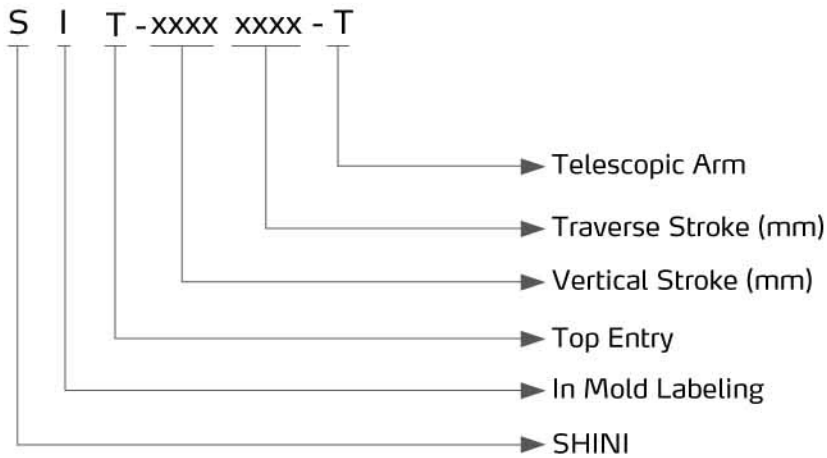 S I T - xxxx xxxx - T
Telescopic Arm
Traverse Stroke (mm)
Vertical Stroke (mm)
Top Entry
In Mold Labeling
SHINI